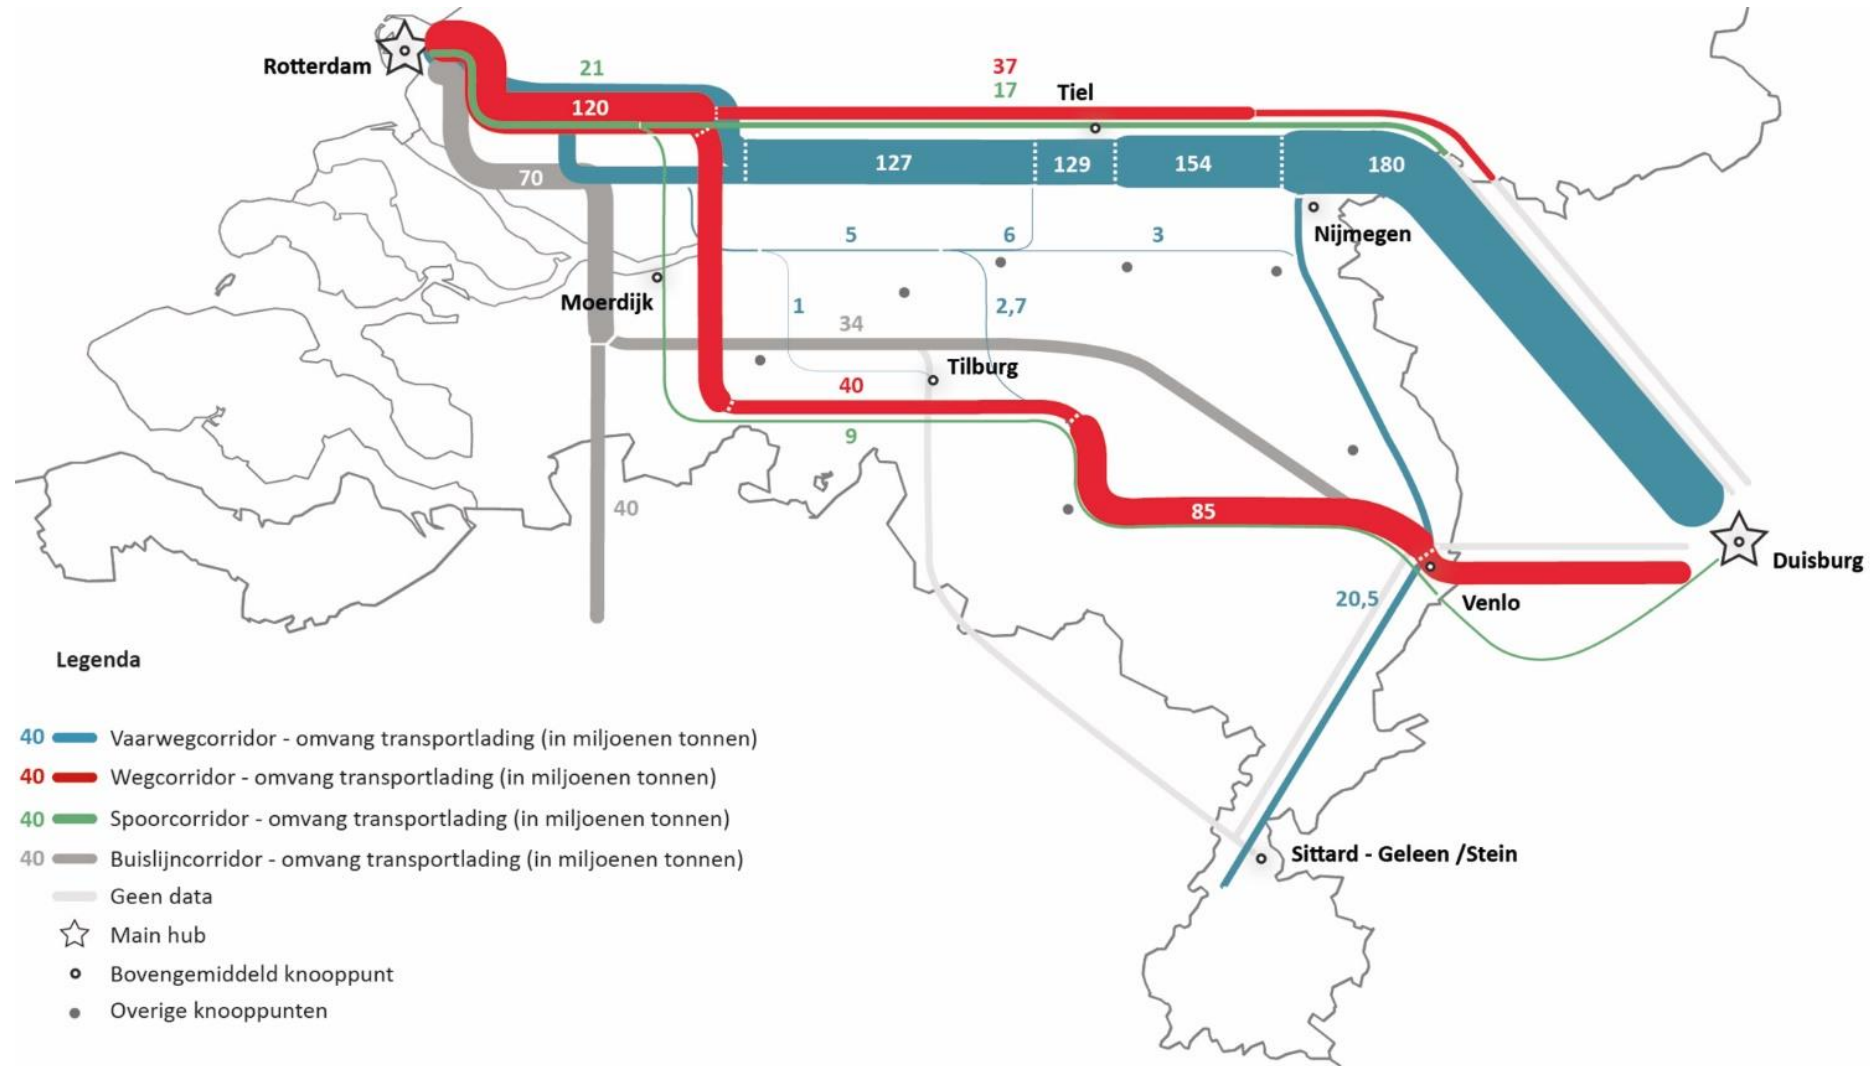 Rotterdam
21
120
37
17
Tiel
70
127
129
154
180
Nijmegen
5
6
3
Moerdijk
1
2,7
34
Tilburg
40
9
40
85
Duisburg
20,5
Venlo
Legenda
40 Vaarwegcorridor - omvang transportlading (in miljoenen tonnen)
40 Wegcorridor - omvang transportlading (in miljoenen tonnen)
40 Spoorcorridor - omvang transportlading (in miljoenen tonnen)
40 Buislijncorridor - omvang transportlading (in miljoenen tonnen)
Geen data
Main hub
Bovengemiddeld knooppunt
Overige knooppunten
Sittard - Geleen /Stein